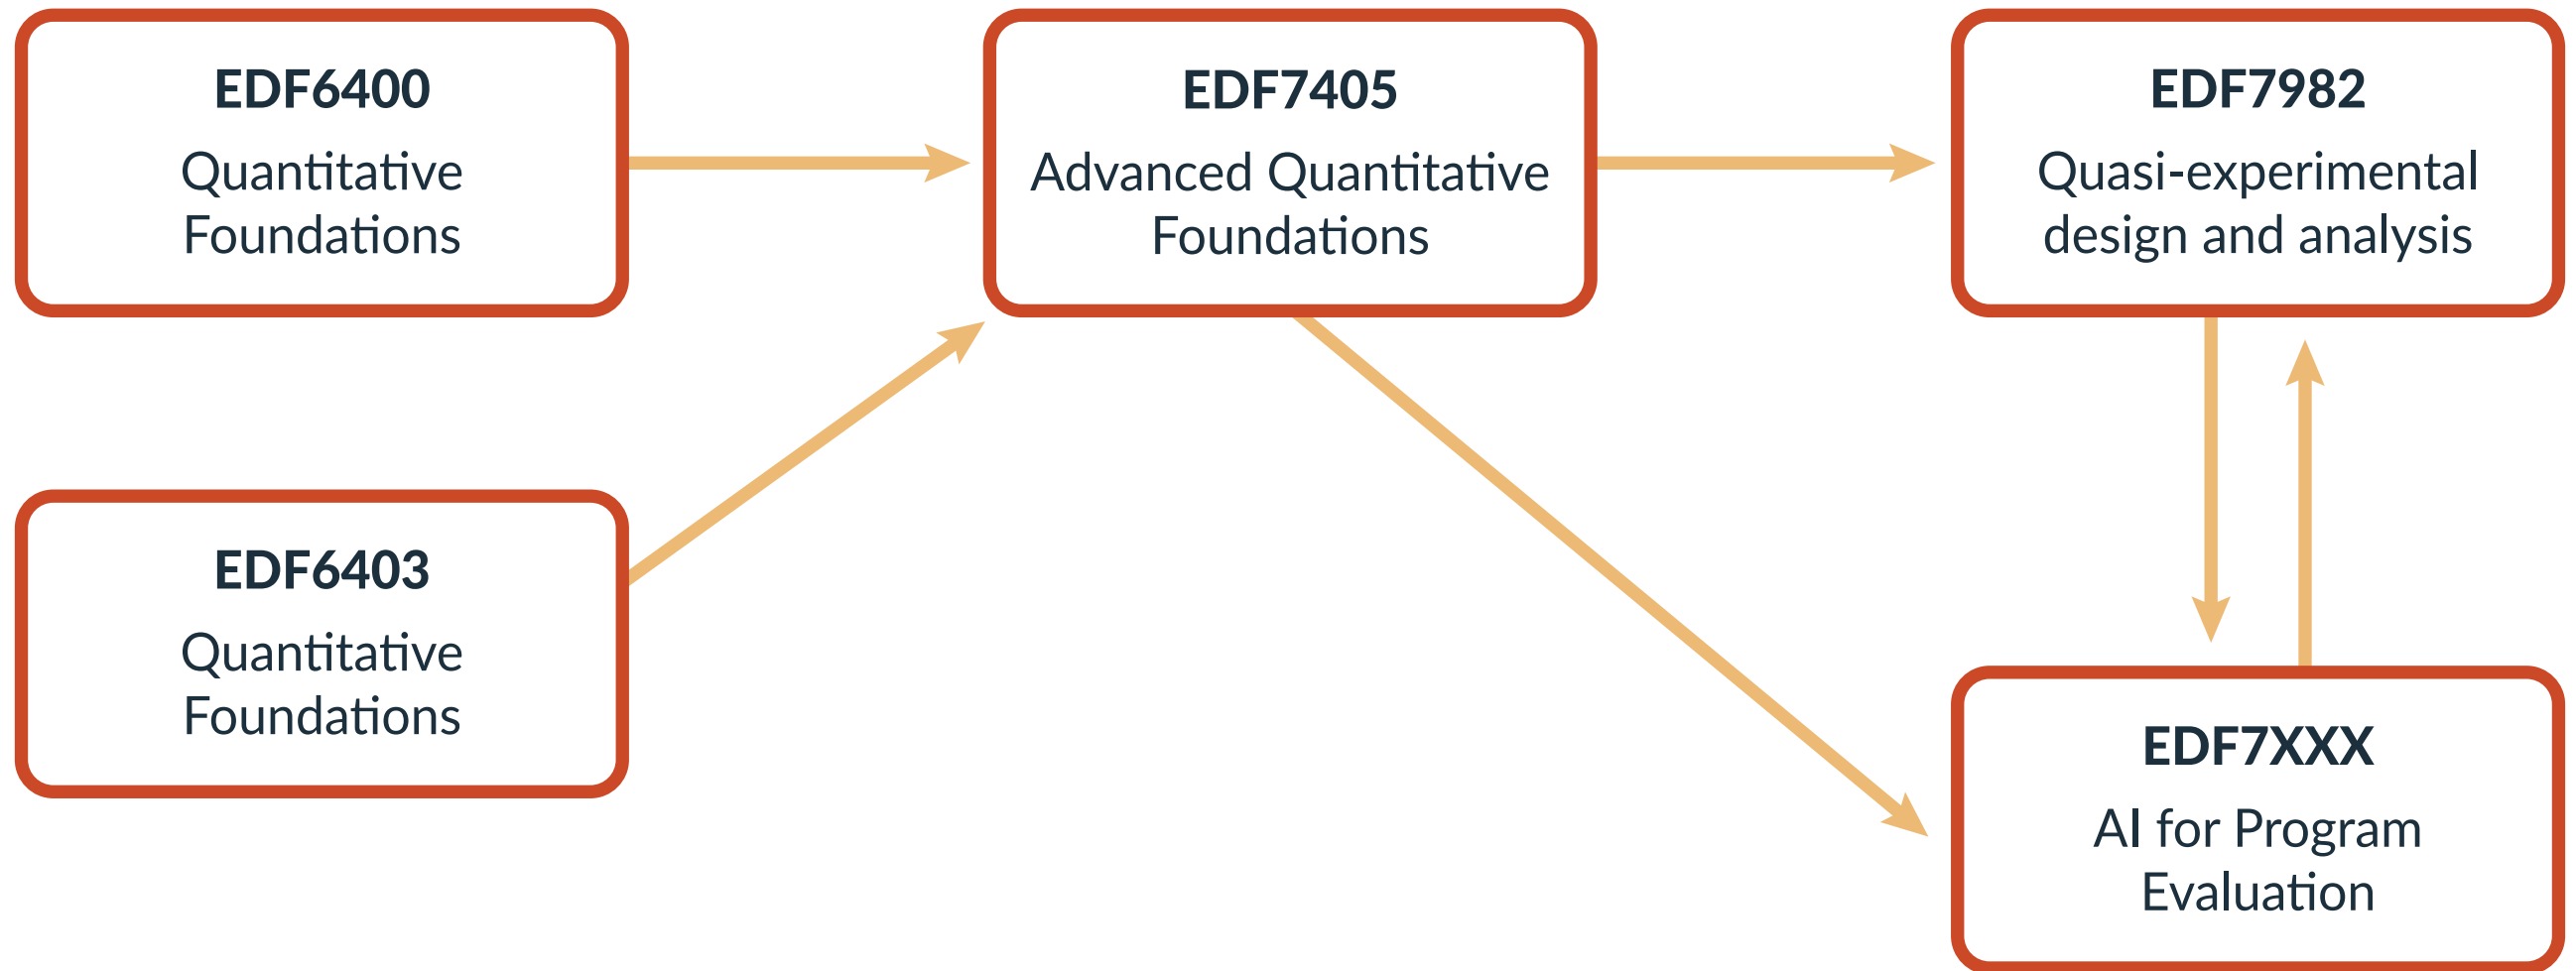 EDF6400
Quantitative
Foundations
EDF7405
Advanced Quantitative
Foundations
EDF7982
Quasi-experimental
design and analysis
EDF6403
Quantitative
Foundations
EDF7XXX
AI for Program
Evaluation